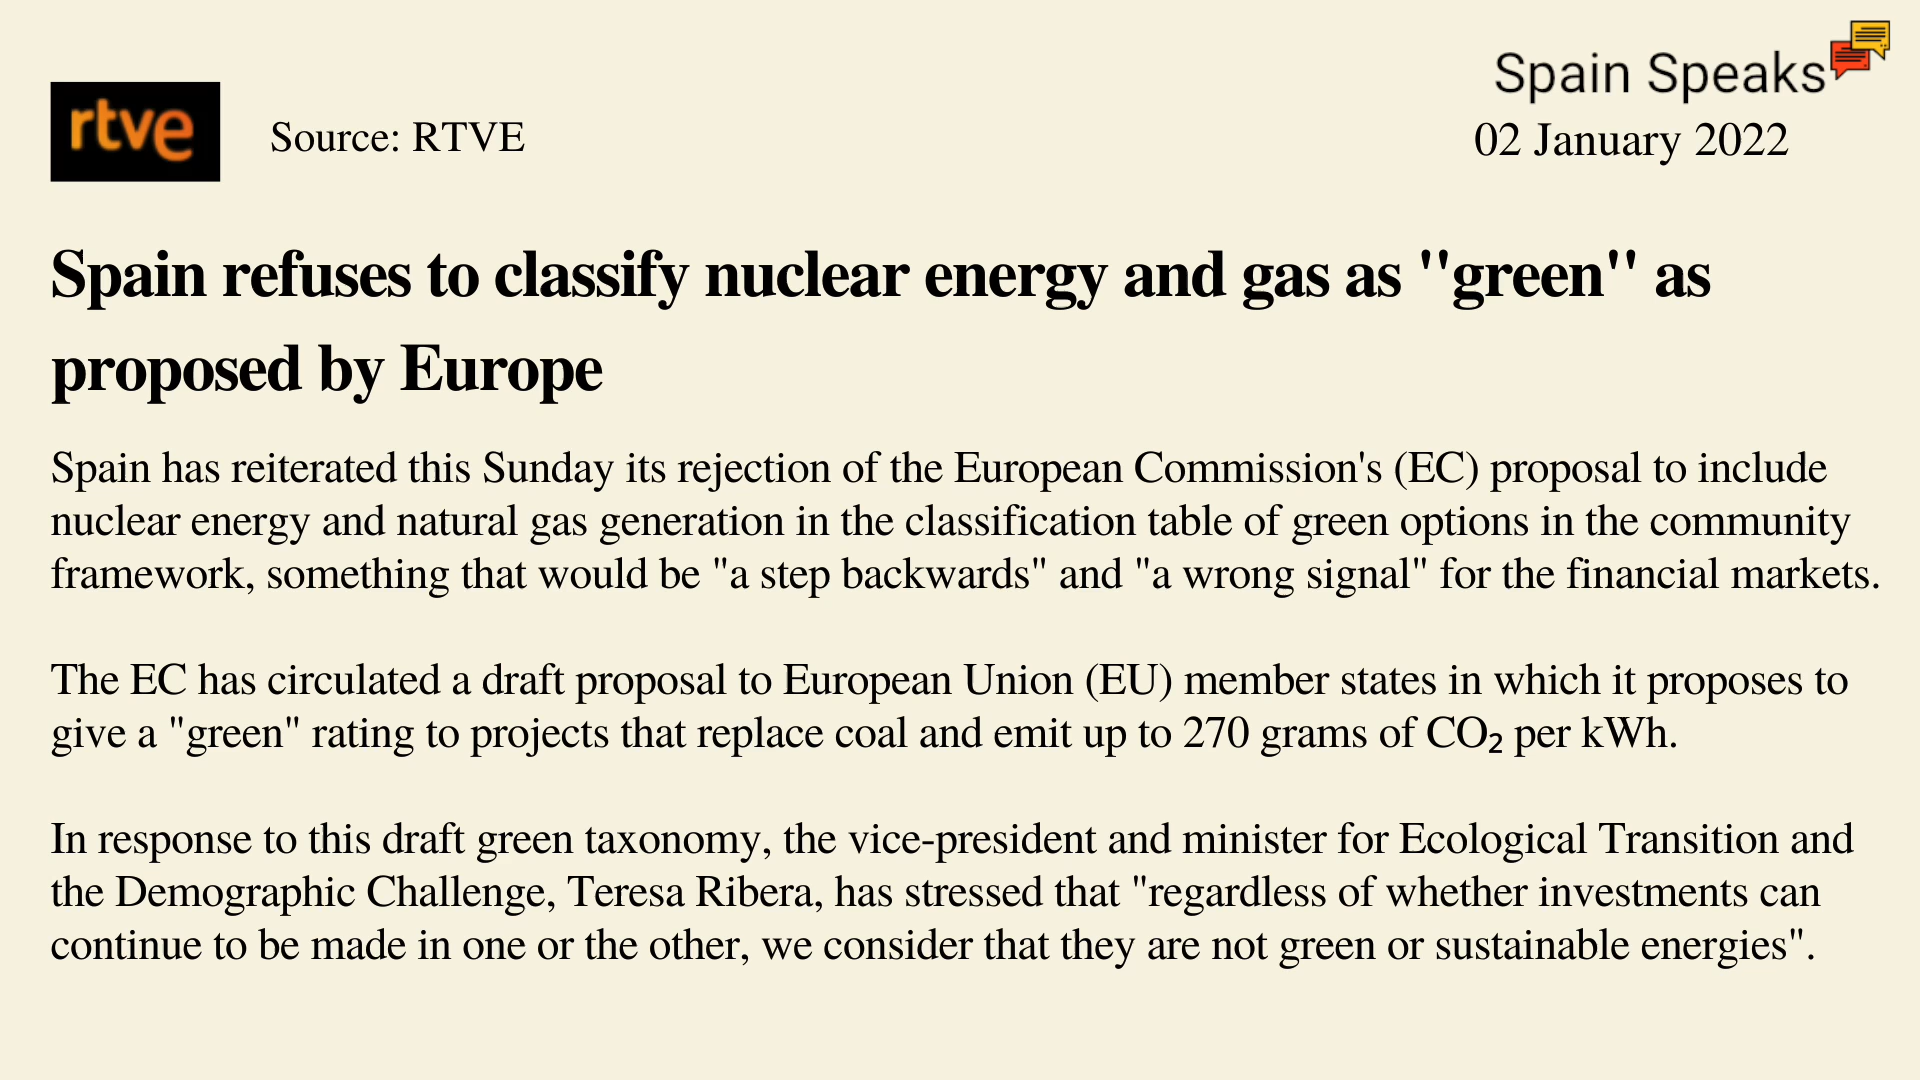 Spain Speaks
rtve
Source: RTVE
02 January 2022
Spain refuses to classify nuclear energy and gas as "green" as
proposed by Europe
Spain has reiterated this Sunday its rejection of the European Commission's (EC) proposal to include
nuclear energy and natural gas generation in the classification table of green options in the community
framework, something that would be "a step backwards" and "a wrong signal" for the financial markets.
The EC has circulated a draft proposal to European Union (EU) member states in which it proposes to
give a "green" rating to projects that replace coal and emit up to 270 grams of CO₂ per kWh.
In response to this draft green taxonomy, the vice-president and minister for Ecological Transition and
the Demographic Challenge, Teresa Ribera, has stressed that "regardless of whether investments can
continue to be made in one or the other, we consider that they are not green or sustainable energies".